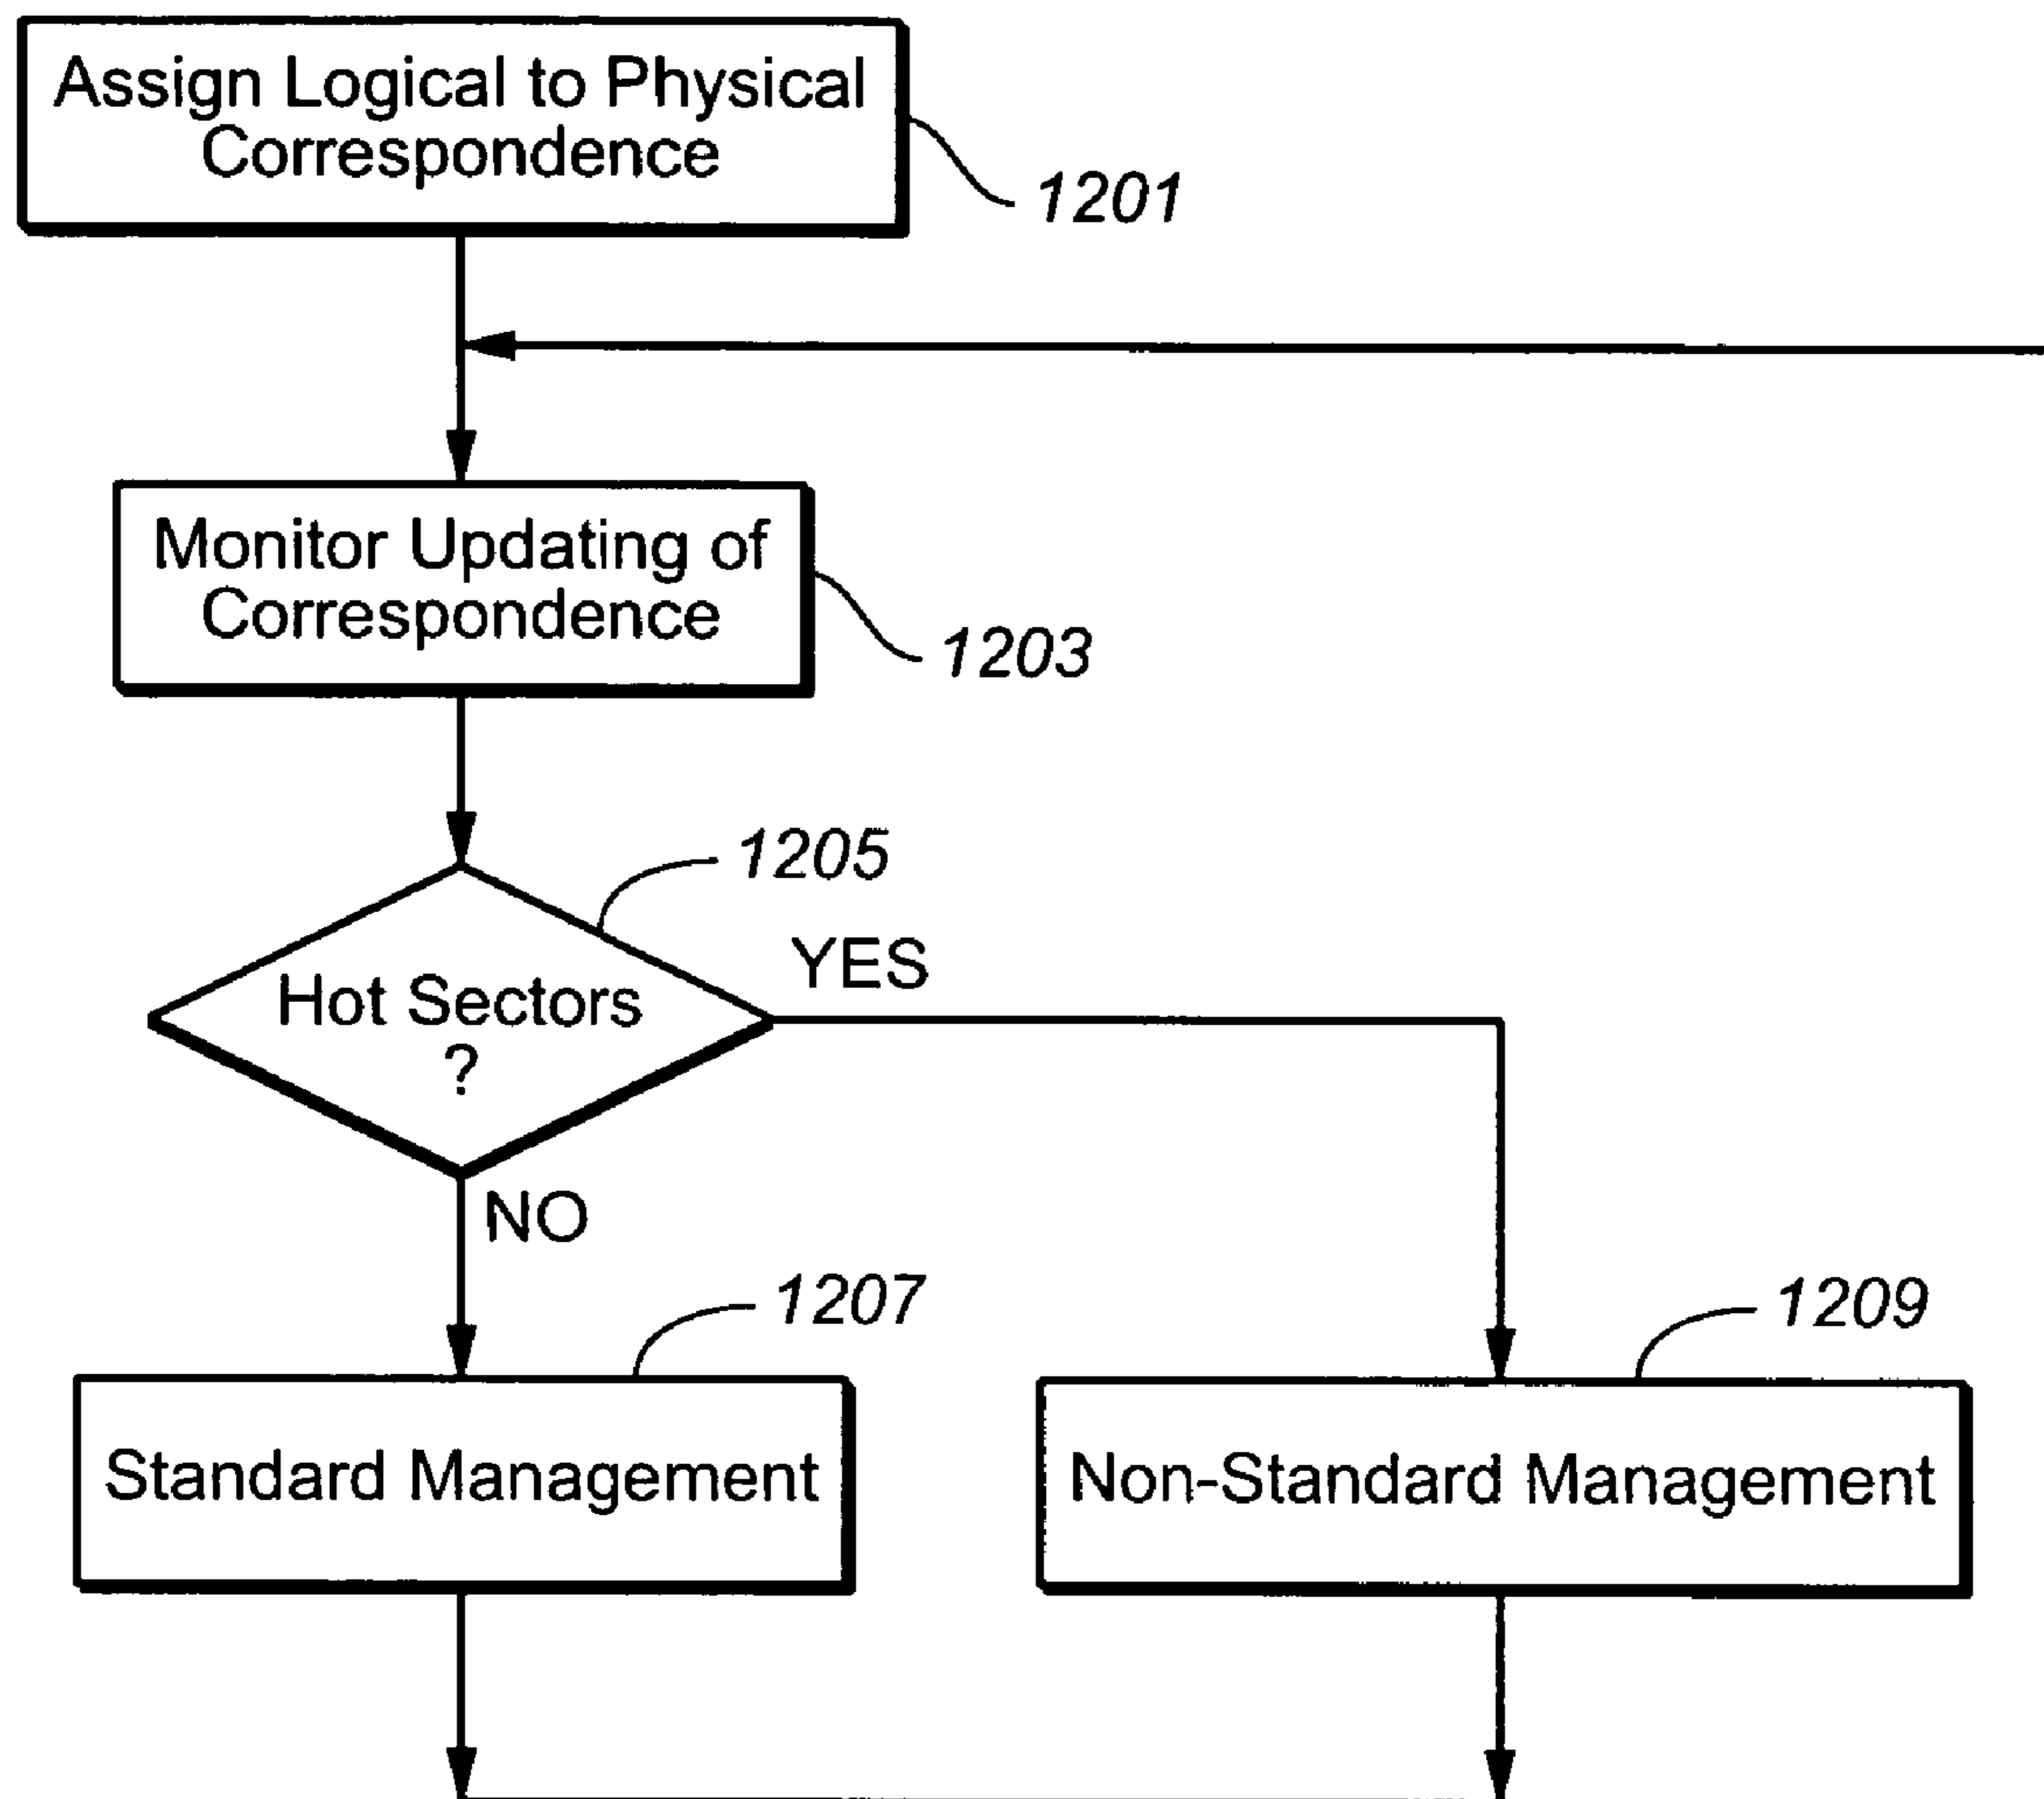 Assign Logical to Physical
Correspondence
1201
Monitor Updating of
Correspondence
1203
1205
YES
Hot Sectors
?
NO
1207
1209
Standard Management
Non-Standard Management